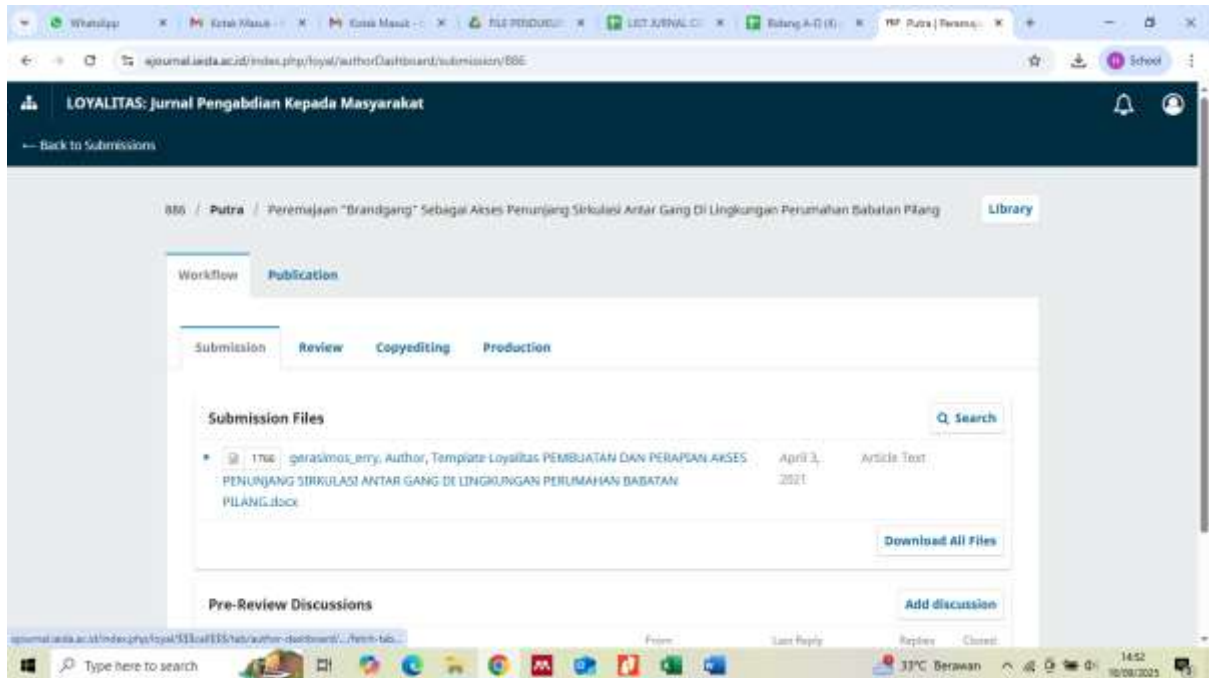 WhatsApp
Kotak Masuk
Kotak Masuk
LIST JURNAL
Putra | Peremaja
ejournal.iaida.ac.id/index.php/loyal/authorDashboard/submission/886
School
LOYALITAS: Jurnal Pengabdian Kepada Masyarakat
← Back to Submissions
886 / Putra / Peremajaan "Brandgang" Sebagai Akses Penunjang Sirkulasi Antar Gang Di Lingkungan Perumahan Babatan Pilang
Library
Workflow Publication
Submission Review Copyediting Production
Submission Files
Search
1766 gerasimos_erry, Author, Template Loyalitas PEMBUATAN DAN PERAPIAN AKSES
April 3,
Article Text
PENUNJANG SIRKULASI ANTAR GANG DI LINGKUNGAN PERUMAHAN BABATAN
2021
PILANG.docx
Download All Files
Pre-Review Discussions
Add discussion
From Last Reply Replies Closed
Type here to search
33°C Berawan
14:52